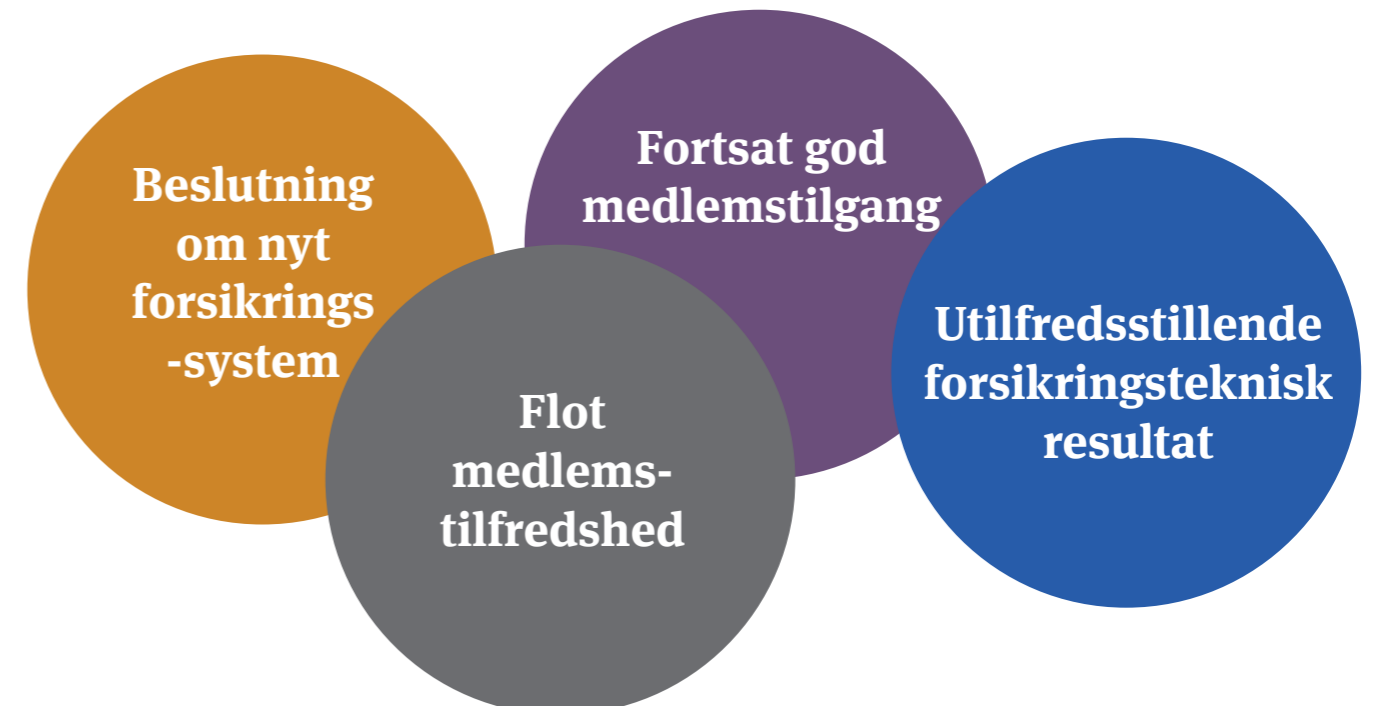 Beslutning
om nyt
forsikrings
-system
Fortsat god
medlemstilgang
Flot
medlems-
tilfredshed
Utilfredsstillende
forsikringsteknisk
resultat